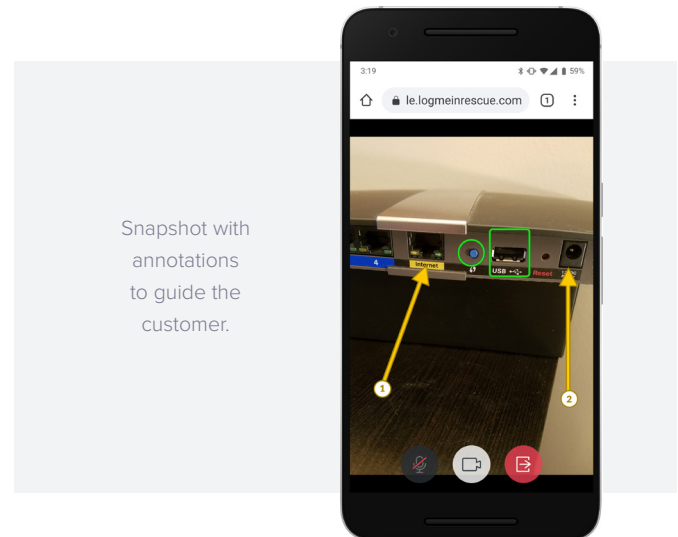 Snapshot with
annotations
to guide the
customer.
3:19
59%
le.logmeinrescue.com
1
4
Internet
USB
Reset
1
2